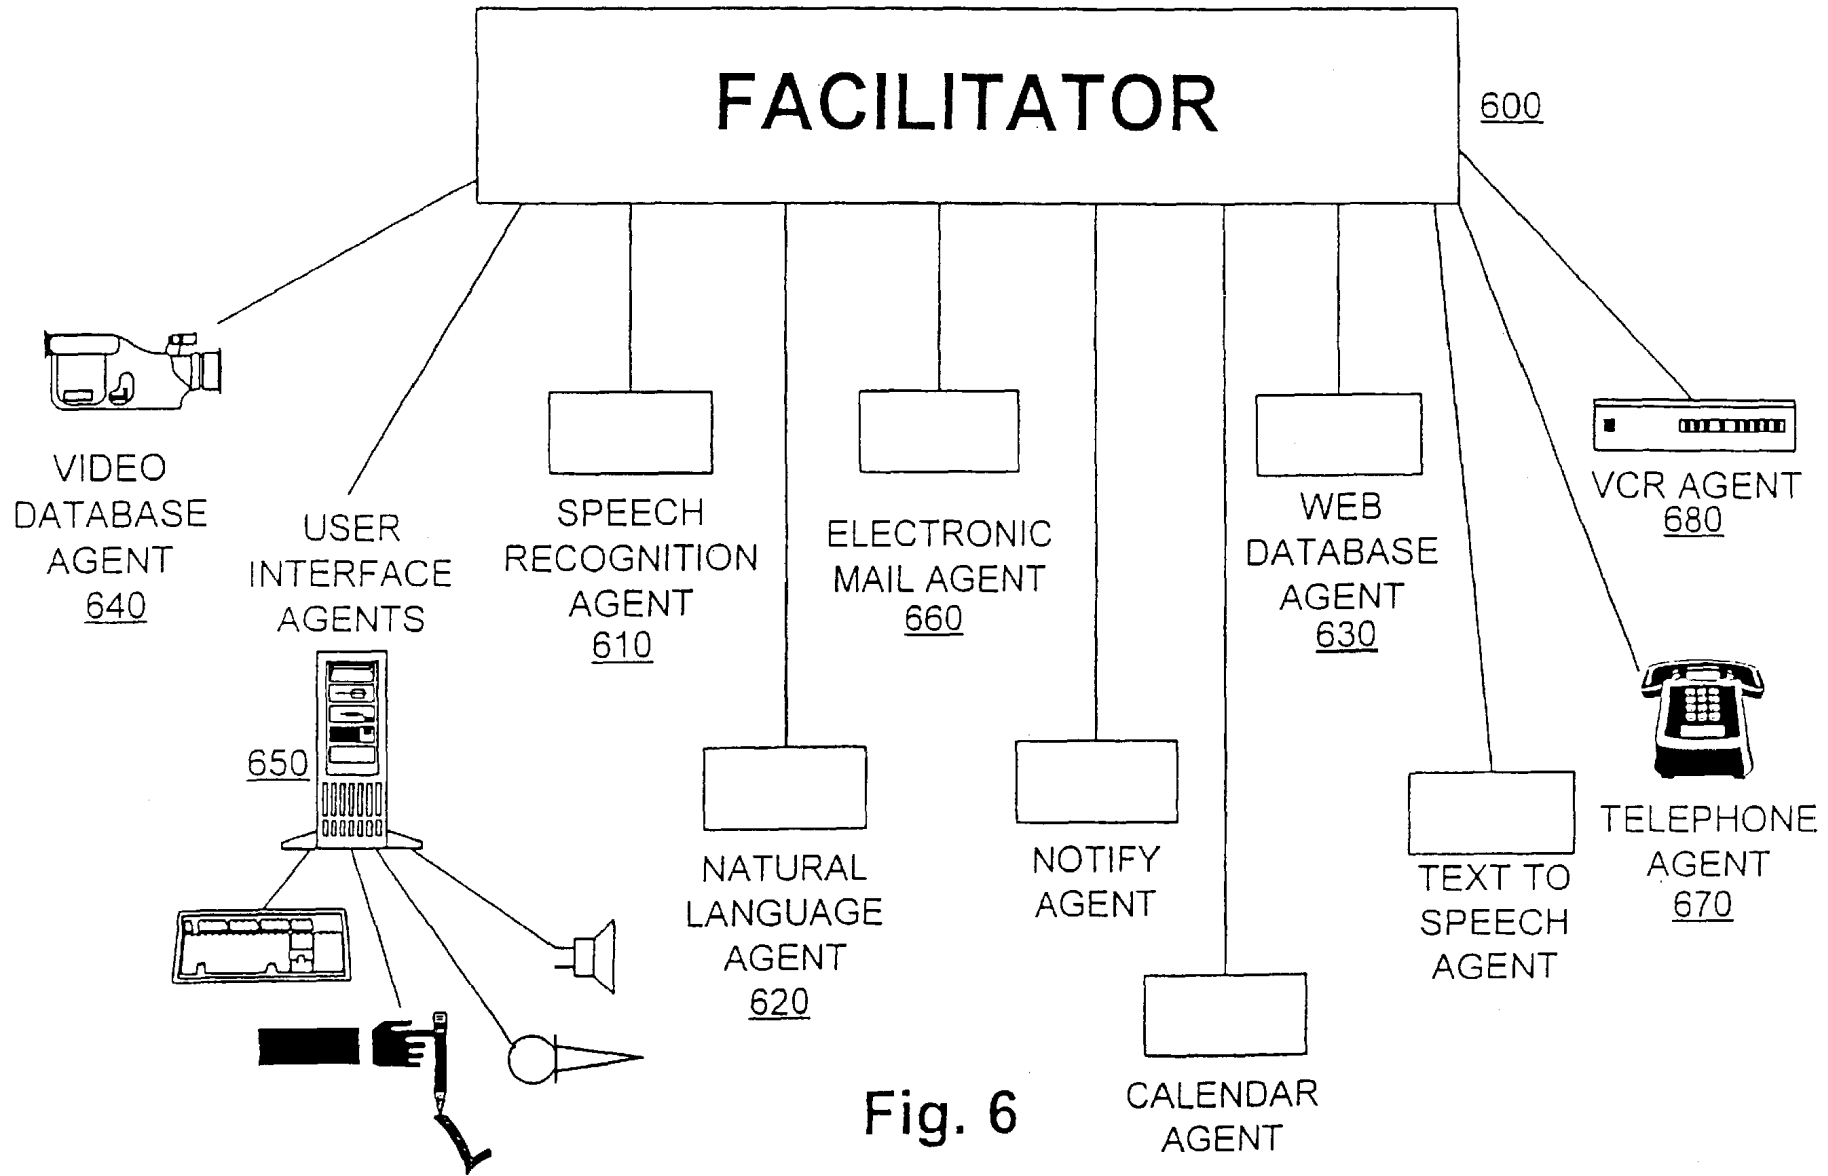 FACILITATOR
600
VIDEO
DATABASE
AGENT
640
USER
INTERFACE
AGENTS
650
SPEECH
RECOGNITION
AGENT
610
NATURAL
LANGUAGE
AGENT
620
ELECTRONIC
MAIL AGENT
660
NOTIFY
AGENT
CALENDAR
AGENT
WEB
DATABASE
AGENT
630
TEXT TO
SPEECH
AGENT
VCR AGENT
680
TELEPHONE
AGENT
670
Fig. 6